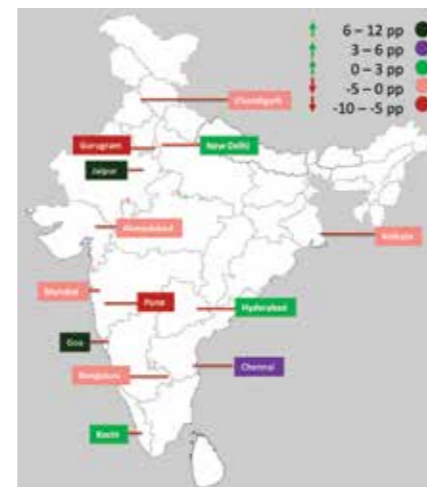 6 – 12 pp
3 – 6 pp
0 – 3 pp
-5 – 0 pp
-10 – -5 pp
Chandigarh
Gurugram
New Delhi
Jaipur
Ahmedabad
Kolkata
Mumbai
Pune
Hyderabad
Goa
Bengaluru
Chennai
Kochi